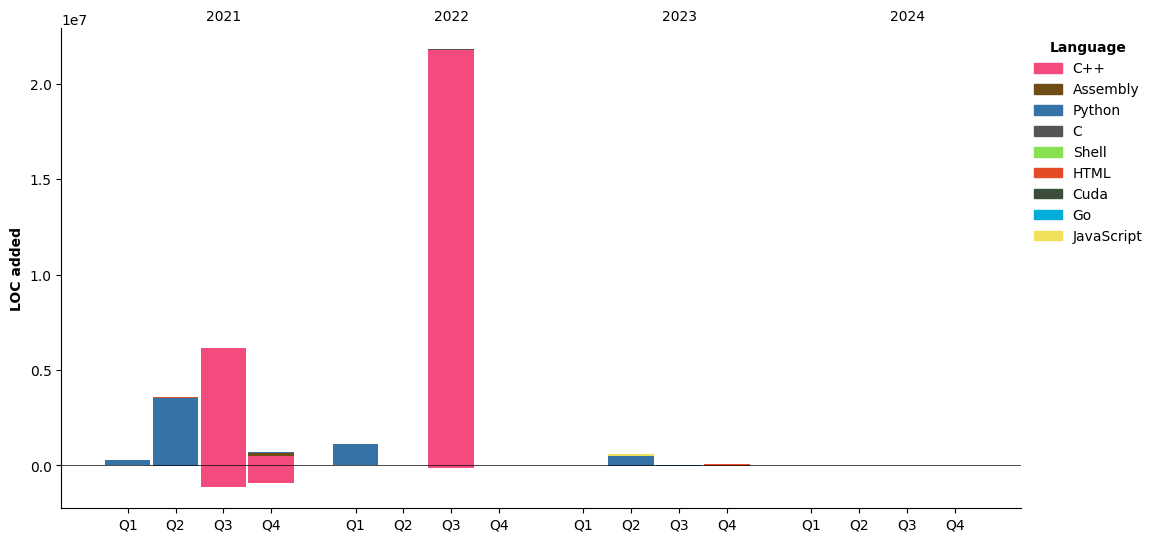 1e7
2021 2022 2023 2024
LOC added
2.0
1.5
1.0
0.5
0.0
Q1 Q2 Q3 Q4 Q1 Q2 Q3 Q4 Q1 Q2 Q3 Q4 Q1 Q2 Q3 Q4
Language
C++
Assembly
Python
C
Shell
HTML
Cuda
Go
JavaScript